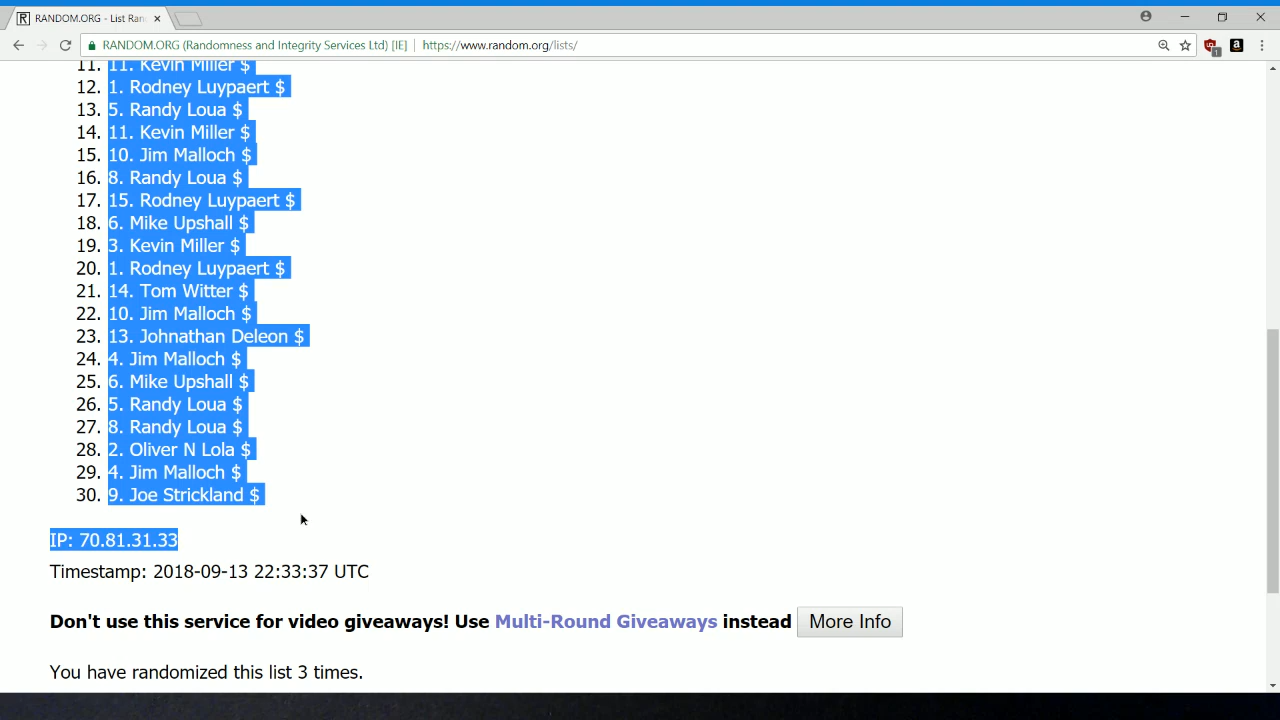 RANDOM.ORG - List Ran
RANDOM.ORG (Randomness and Integrity Services Ltd) [IE] https://www.random.org/lists/
11. 11. Kevin Miller $
12. 1. Rodney Luypaert $
13. 5. Randy Loua $
14. 11. Kevin Miller $
15. 10. Jim Malloch $
16. 8. Randy Loua $
17. 15. Rodney Luypaert $
18. 6. Mike Upshall $
19. 3. Kevin Miller $
20. 1. Rodney Luypaert $
21. 14. Tom Witter $
22. 10. Jim Malloch $
23. 13. Johnathan Deleon $
24. 4. Jim Malloch $
25. 6. Mike Upshall $
26. 5. Randy Loua $
27. 8. Randy Loua $
28. 2. Oliver N Lola $
29. 4. Jim Malloch $
30. 9. Joe Strickland $
IP: 70.81.31.33
Timestamp: 2018-09-13 22:33:37 UTC
Don't use this service for video giveaways! Use Multi-Round Giveaways instead More Info
You have randomized this list 3 times.